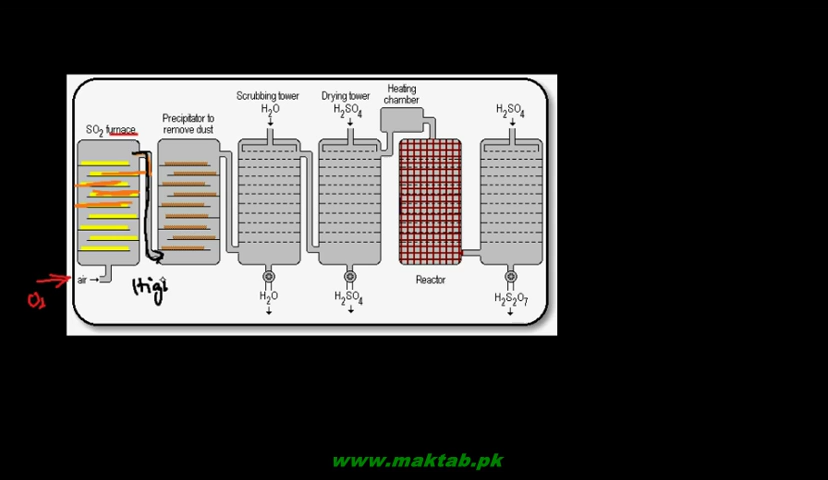 SO2 furnace
Precipitator to
remove dust
Scrubbing tower
H2O
Drying tower
H2SO4
Heating
chamber
H2SO4
air
Reactor
H2O
H2SO4
H2S2O7
www.maktab.pk